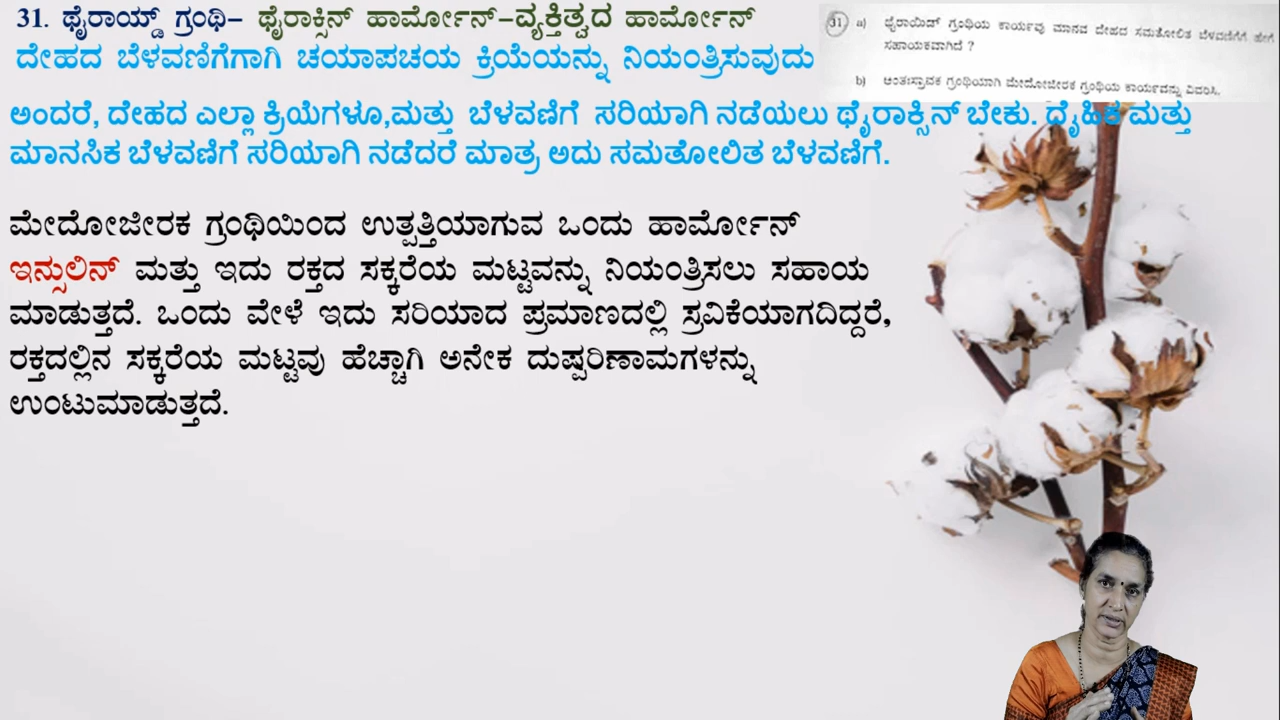 31. ಥೈರಾಯ್ಡ್ ಗ್ರಂಥಿ– ಥೈರಾಕ್ಸಿನ್ ಹಾರ್ಮೋನ್–ವ್ಯಕ್ತಿತ್ವದ ಹಾರ್ಮೋನ್
ದೇಹದ ಬೆಳವಣಿಗೆಗಾಗಿ ಚಯಾಪಚಯ ಕ್ರಿಯೆಯನ್ನು ನಿಯಂತ್ರಿಸುವುದು
31) a) ಥೈರಾಯಿಡ್ ಗ್ರಂಥಿಯ ಕಾರ್ಯವು ಮಾನವ ದೇಹದ ಸಮತೋಲಿತ ಬೆಳವಣಿಗೆಗೆ ಹೇಗೆ
ಸಹಾಯಕವಾಗಿದೆ ?
b) ಅಂತಃಸ್ರಾವಕ ಗ್ರಂಥಿಯಾಗಿ ಮೇದೋಜೀರಕ ಗ್ರಂಥಿಯ ಕಾರ್ಯವನ್ನು ವಿವರಿಸಿ.
ಅಂದರೆ, ದೇಹದ ಎಲ್ಲಾ ಕ್ರಿಯೆಗಳೂ,ಮತ್ತು ಬೆಳವಣಿಗೆ ಸರಿಯಾಗಿ ನಡೆಯಲು ಥೈರಾಕ್ಸಿನ್ ಬೇಕು. ದೈಹಿಕ ಮತ್ತು
ಮಾನಸಿಕ ಬೆಳವಣಿಗೆ ಸರಿಯಾಗಿ ನಡೆದರೆ ಮಾತ್ರ ಅದು ಸಮತೋಲಿತ ಬೆಳವಣಿಗೆ.
ಮೇದೋಜೀರಕ ಗ್ರಂಥಿಯಿಂದ ಉತ್ಪತ್ತಿಯಾಗುವ ಒಂದು ಹಾರ್ಮೋನ್
ಇನ್ಸುಲಿನ್ ಮತ್ತು ಇದು ರಕ್ತದ ಸಕ್ಕರೆಯ ಮಟ್ಟವನ್ನು ನಿಯಂತ್ರಿಸಲು ಸಹಾಯ
ಮಾಡುತ್ತದೆ. ಒಂದು ವೇಳೆ ಇದು ಸರಿಯಾದ ಪ್ರಮಾಣದಲ್ಲಿ ಸ್ರವಿಕೆಯಾಗದಿದ್ದರೆ,
ರಕ್ತದಲ್ಲಿನ ಸಕ್ಕರೆಯ ಮಟ್ಟವು ಹೆಚ್ಚಾಗಿ ಅನೇಕ ದುಷ್ಪರಿಣಾಮಗಳನ್ನು
ಉಂಟುಮಾಡುತ್ತದೆ.